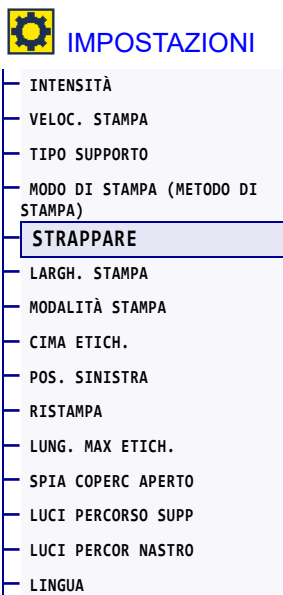 IMPOSTAZIONI
INTENSITÀ
VELOC. STAMPA
TIPO SUPPORTO
MODO DI STAMPA (METODO DI
STAMPA)
STRAPPARE
LARGH. STAMPA
MODALITÀ STAMPA
CIMA ETICH.
POS. SINISTRA
RISTAMPA
LUNG. MAX ETICH.
SPIA COPERC APERTO
LUCI PERCORSO SUPP
LUCI PERCOR NASTRO
LINGUA